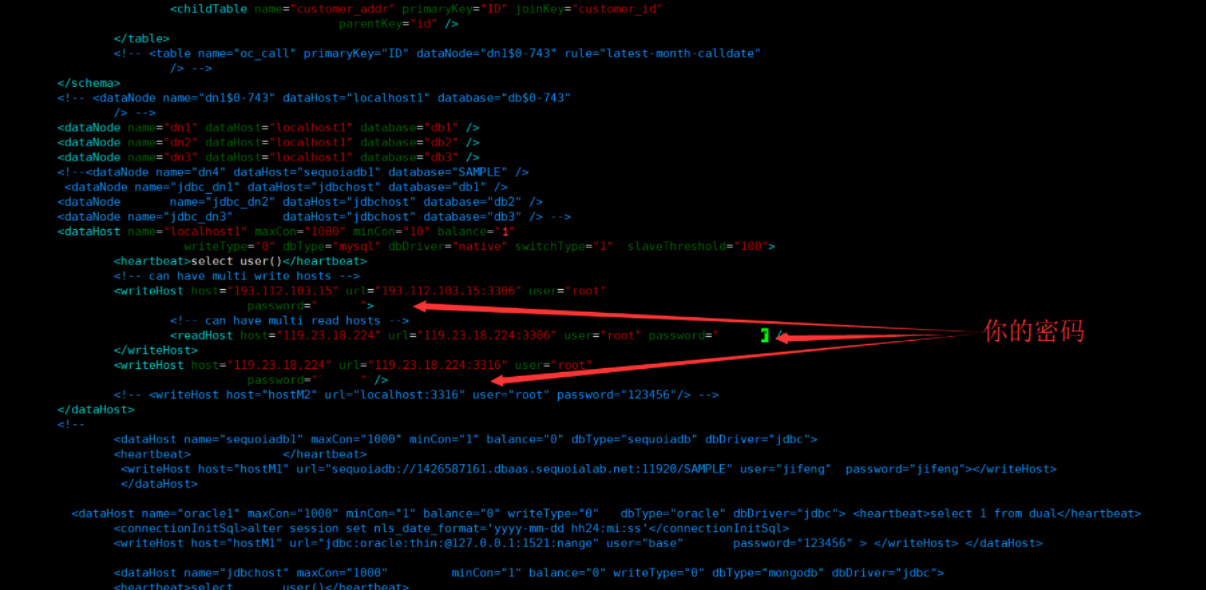 <childTable name="customer_addr" primaryKey="ID" joinKey="customer_id"
parentKey="id" />
</table>
<!-- <table name="oc_call" primaryKey="ID" dataNode="dn1$0-743" rule="latest-month-calldate"
/> -->
</schema>
<!-- <dataNode name="dn1$0-743" dataHost="localhost1" database="db$0-743"
/> -->
<dataNode name="dn1" dataHost="localhost1" database="db1" />
<dataNode name="dn2" dataHost="localhost1" database="db2" />
<dataNode name="dn3" dataHost="localhost1" database="db3" />
<!--<dataNode name="dn4" dataHost="sequoiadb1" database="SAMPLE" />
<dataNode name="jdbc_dn1" dataHost="jdbchost" database="db1" />
<dataNode name="jdbc_dn2" dataHost="jdbchost" database="db2" />
<dataNode name="jdbc_dn3" dataHost="jdbchost" database="db3" /> -->
<dataHost name="localhost1" maxCon="1000" minCon="10" balance="1"
writeType="0" dbType="mysql" dbDriver="native" switchType="1" slaveThreshold="100">
<heartbeat>select user()</heartbeat>
<!-- can have multi write hosts -->
<writeHost host="193.112.103.15" url="193.112.103.15:3306" user="root"
password=" ">
<!-- can have multi read hosts -->
<readHost host="119.23.18.224" url="119.23.18.224:3306" user="root" password=" " />
你的密码
</writeHost>
<writeHost host="119.23.18.224" url="119.23.18.224:3316" user="root"
password=" " />
<!-- <writeHost host="hostM2" url="localhost:3316" user="root" password="123456"/> -->
</dataHost>
<!--
<dataHost name="sequoiadb1" maxCon="1000" minCon="1" balance="0" dbType="sequoiadb" dbDriver="jdbc">
<heartbeat> </heartbeat>
<writeHost host="hostM1" url="sequoiadb://1426587161.dbaas.sequoialab.net:11920/SAMPLE" user="jifeng" password="jifeng"></writeHost>
</dataHost>
<dataHost name="oracle1" maxCon="1000" minCon="1" balance="0" writeType="0" dbType="oracle" dbDriver="jdbc"> <heartbeat>select 1 from dual</heartbeat>
<connectionInitSql>alter session set nls_date_format='yyyy-mm-dd hh24:mi:ss'</connectionInitSql>
<writeHost host="hostM1" url="jdbc:oracle:thin:@127.0.0.1:1521:nange" user="base" password="123456" > </writeHost> </dataHost>
<dataHost name="jdbchost" maxCon="1000" minCon="1" balance="0" writeType="0" dbType="mongodb" dbDriver="jdbc">
<heartbeat>select user()</heartbeat>